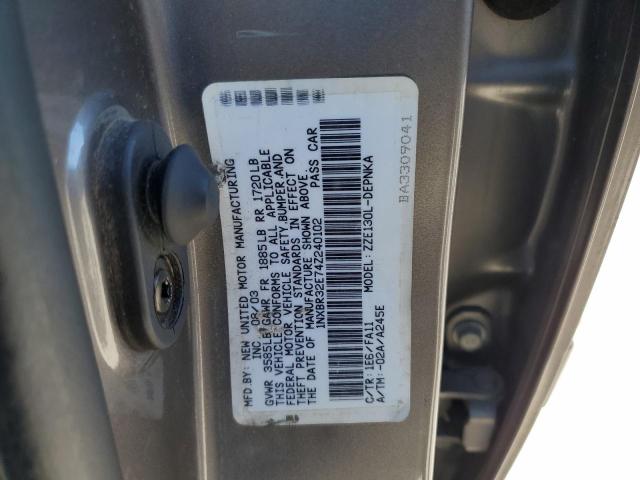 MFD BY: NEW UNITED MOTOR MANUFACTURING
INC 08/03
GVWR 3585LB GAWR FR 1885LB RR 1720LB
THIS VEHICLE CONFORMS TO ALL APPLICABLE
FEDERAL MOTOR VEHICLE SAFETY,BUMPER,AND
THEFT PREVENTION STANDARDS IN EFFECT ON
THE DATE OF MANUFACTURE SHOWN ABOVE.
1NXBR32E74Z240102 PASS CAR
MODEL: ZZE130L-DEPNKA
C/TR: 1E6/FA11
A/TM: -02A/A245E
BA3309041